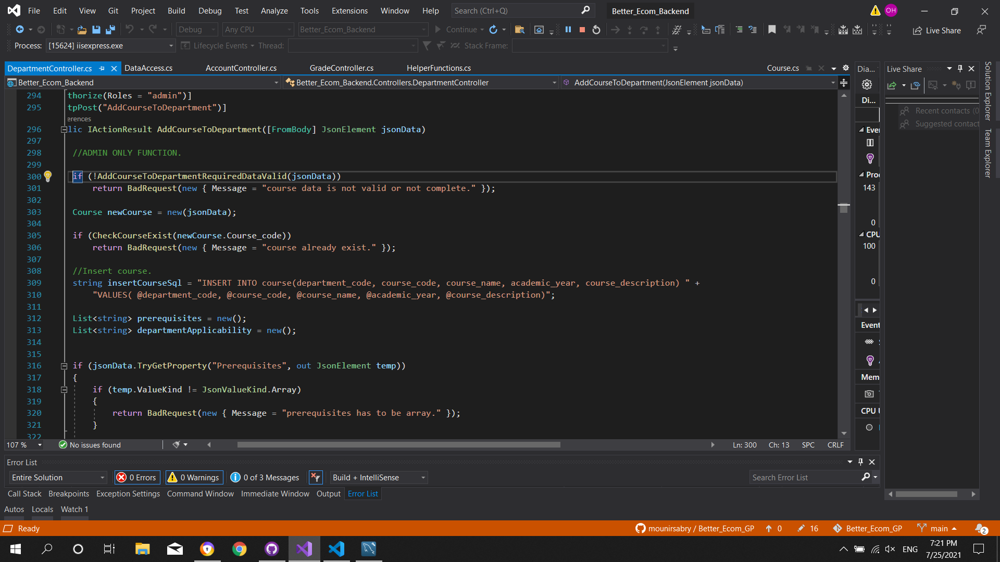 File Edit View Git Project Build Debug Test Analyze Tools Extensions Window Help Search (Ctrl+Q) Better_Ecom_Backend OH
Debug Any CPU Better_Ecom_Backend Continue Live Share
Process: [15624] iisexpress.exe Lifecycle Events Thread: Stack Frame:
DepartmentController.cs DataAccess.cs AccountController.cs GradeController.cs HelperFunctions.cs Course.cs
Better_Ecom_Backend Better_Ecom_Backend.Controllers.DepartmentController AddCourseToDepartment(JsonElement jsonData)
294 thorize(Roles = "admin")]
295 tpPost("AddCourseToDepartment")]
erences
296 lic IActionResult AddCourseToDepartment([FromBody] JsonElement jsonData)
297
298 //ADMIN ONLY FUNCTION.
299
300 if (!AddCourseToDepartmentRequiredDataValid(jsonData))
301 return BadRequest(new { Message = "course data is not valid or not complete." });
302
303 Course newCourse = new(jsonData);
304
305 if (CheckCourseExist(newCourse.Course_code))
306 return BadRequest(new { Message = "course already exist." });
307
308 //Insert course.
309 string insertCourseSql = "INSERT INTO course(department_code, course_code, course_name, academic_year, course_description) " +
310 "VALUES( @department_code, @course_code, @course_name, @academic_year, @course_description)";
311
312 List<string> prerequisites = new();
313 List<string> departmentApplicability = new();
314
315
316 if (jsonData.TryGetProperty("Prerequisites", out JsonElement temp))
317 {
318 if (temp.ValueKind != JsonValueKind.Array)
319 {
320 return BadRequest(new { Message = "prerequisites has to be array." });
321 }
322
107 % No issues found Ln: 300 Ch: 13 SPC CRLF
Dia...
Di...
Ever
Proc
143
0
CPU
100
0
Event
Mem
CPU U
Live Share
Recent contacts (0
Suggested contact
Solution Explorer
Team Explorer
Error List
Entire Solution 0 Errors 0 Warnings 0 of 3 Messages Build + IntelliSense Search Error List
Call Stack Breakpoints Exception Settings Command Window Immediate Window Output Error List
Autos Locals Watch 1
Ready mounirsabry / Better_Ecom_GP 0 16 Better_Ecom_GP main 2
ENG 7:21 PM
7/25/2021